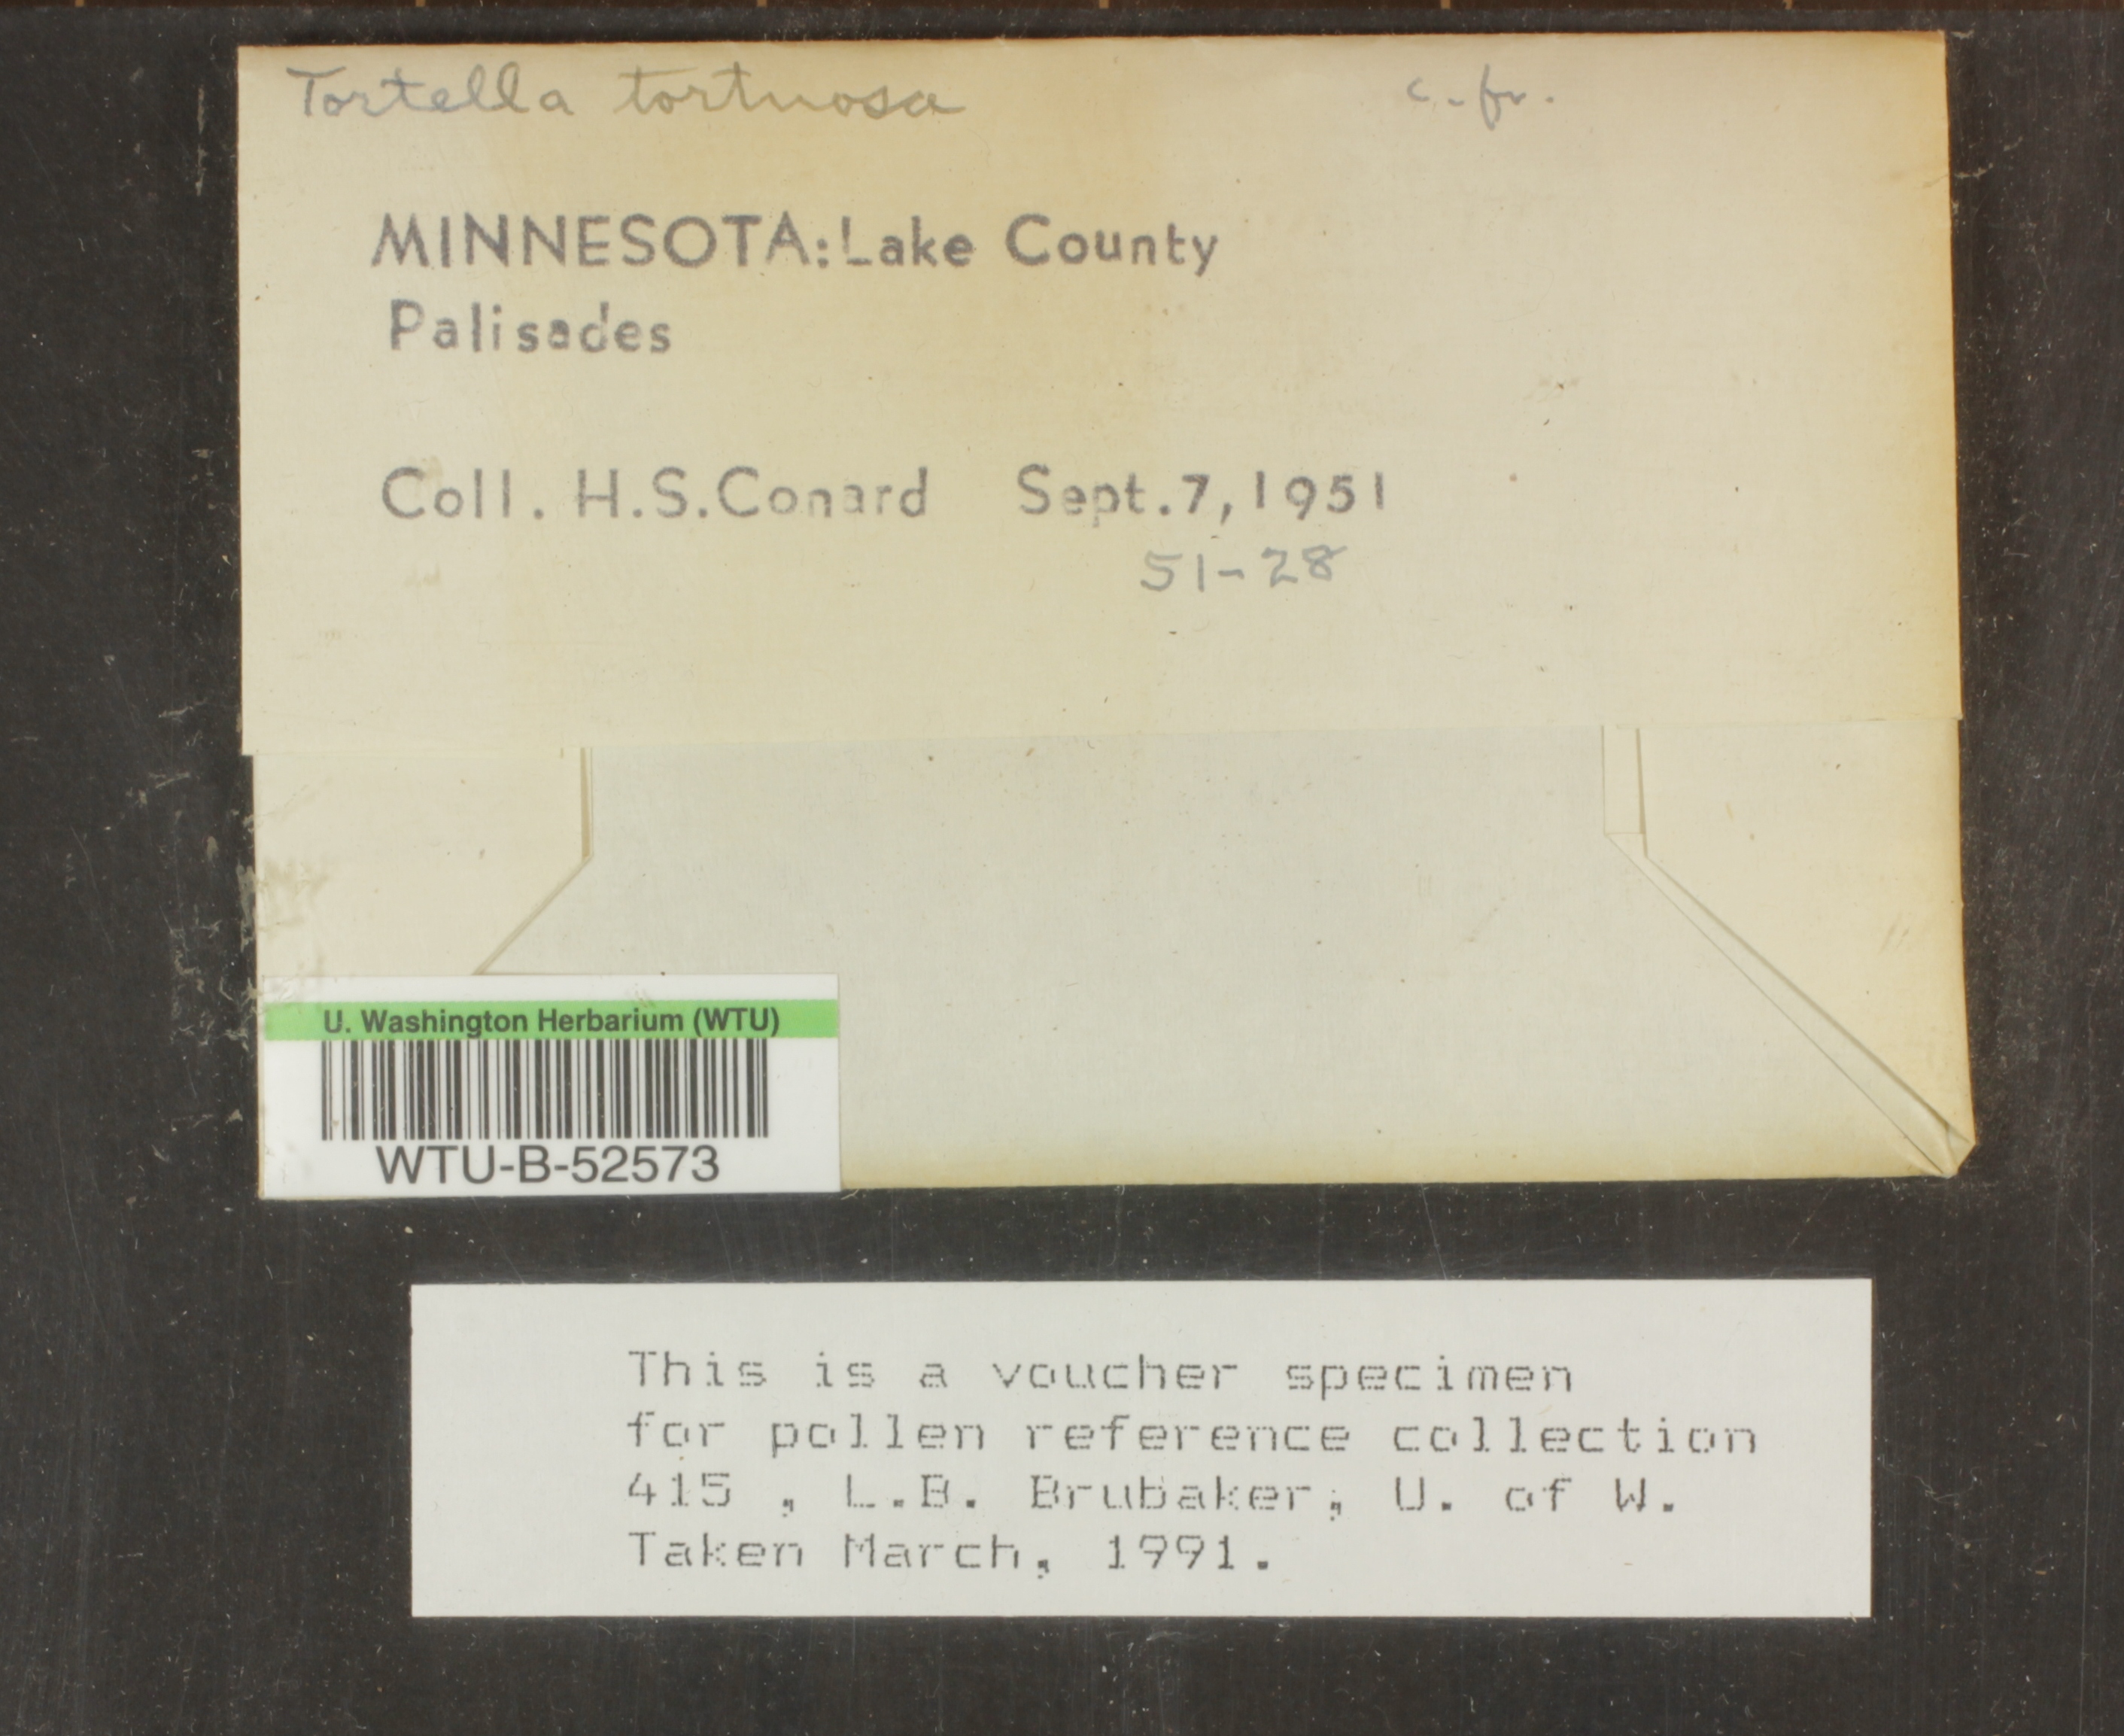 Tortella tortuosa c. fr.
MINNESOTA: Lake County
Palisades
Coll. H.S.Conard Sept.7,1951
51-28
U. Washington Herbarium (WTU)
WTU-B-52573
This is a voucher specimen
for pollen reference collection
415 , L.B. Brubaker, U. of W.
Taken March, 1991.